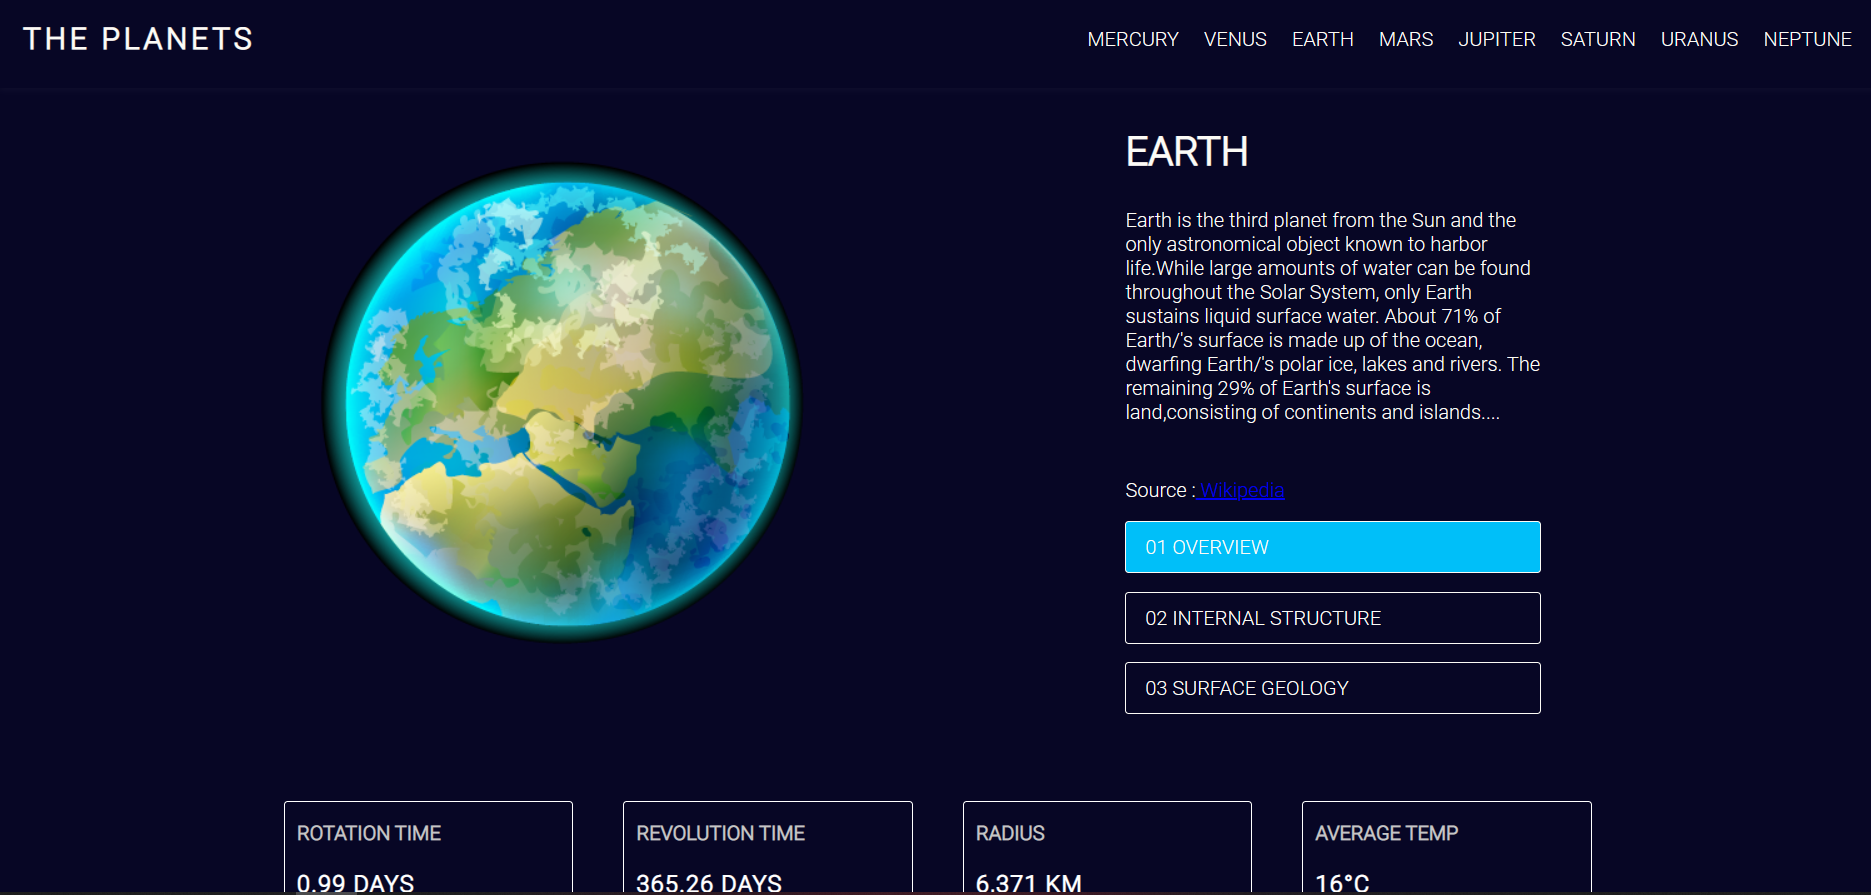 THE PLANETS
MERCURY VENUS EARTH MARS JUPITER SATURN URANUS NEPTUNE
EARTH
Earth is the third planet from the Sun and the
only astronomical object known to harbor
life.While large amounts of water can be found
throughout the Solar System, only Earth
sustains liquid surface water. About 71% of
Earth/'s surface is made up of the ocean,
dwarfing Earth/'s polar ice, lakes and rivers. The
remaining 29% of Earth's surface is
land,consisting of continents and islands....
Source : Wikipedia
01 OVERVIEW
02 INTERNAL STRUCTURE
03 SURFACE GEOLOGY
ROTATION TIME
0.99 DAYS
REVOLUTION TIME
365.26 DAYS
RADIUS
6,371 KM
AVERAGE TEMP
16°C